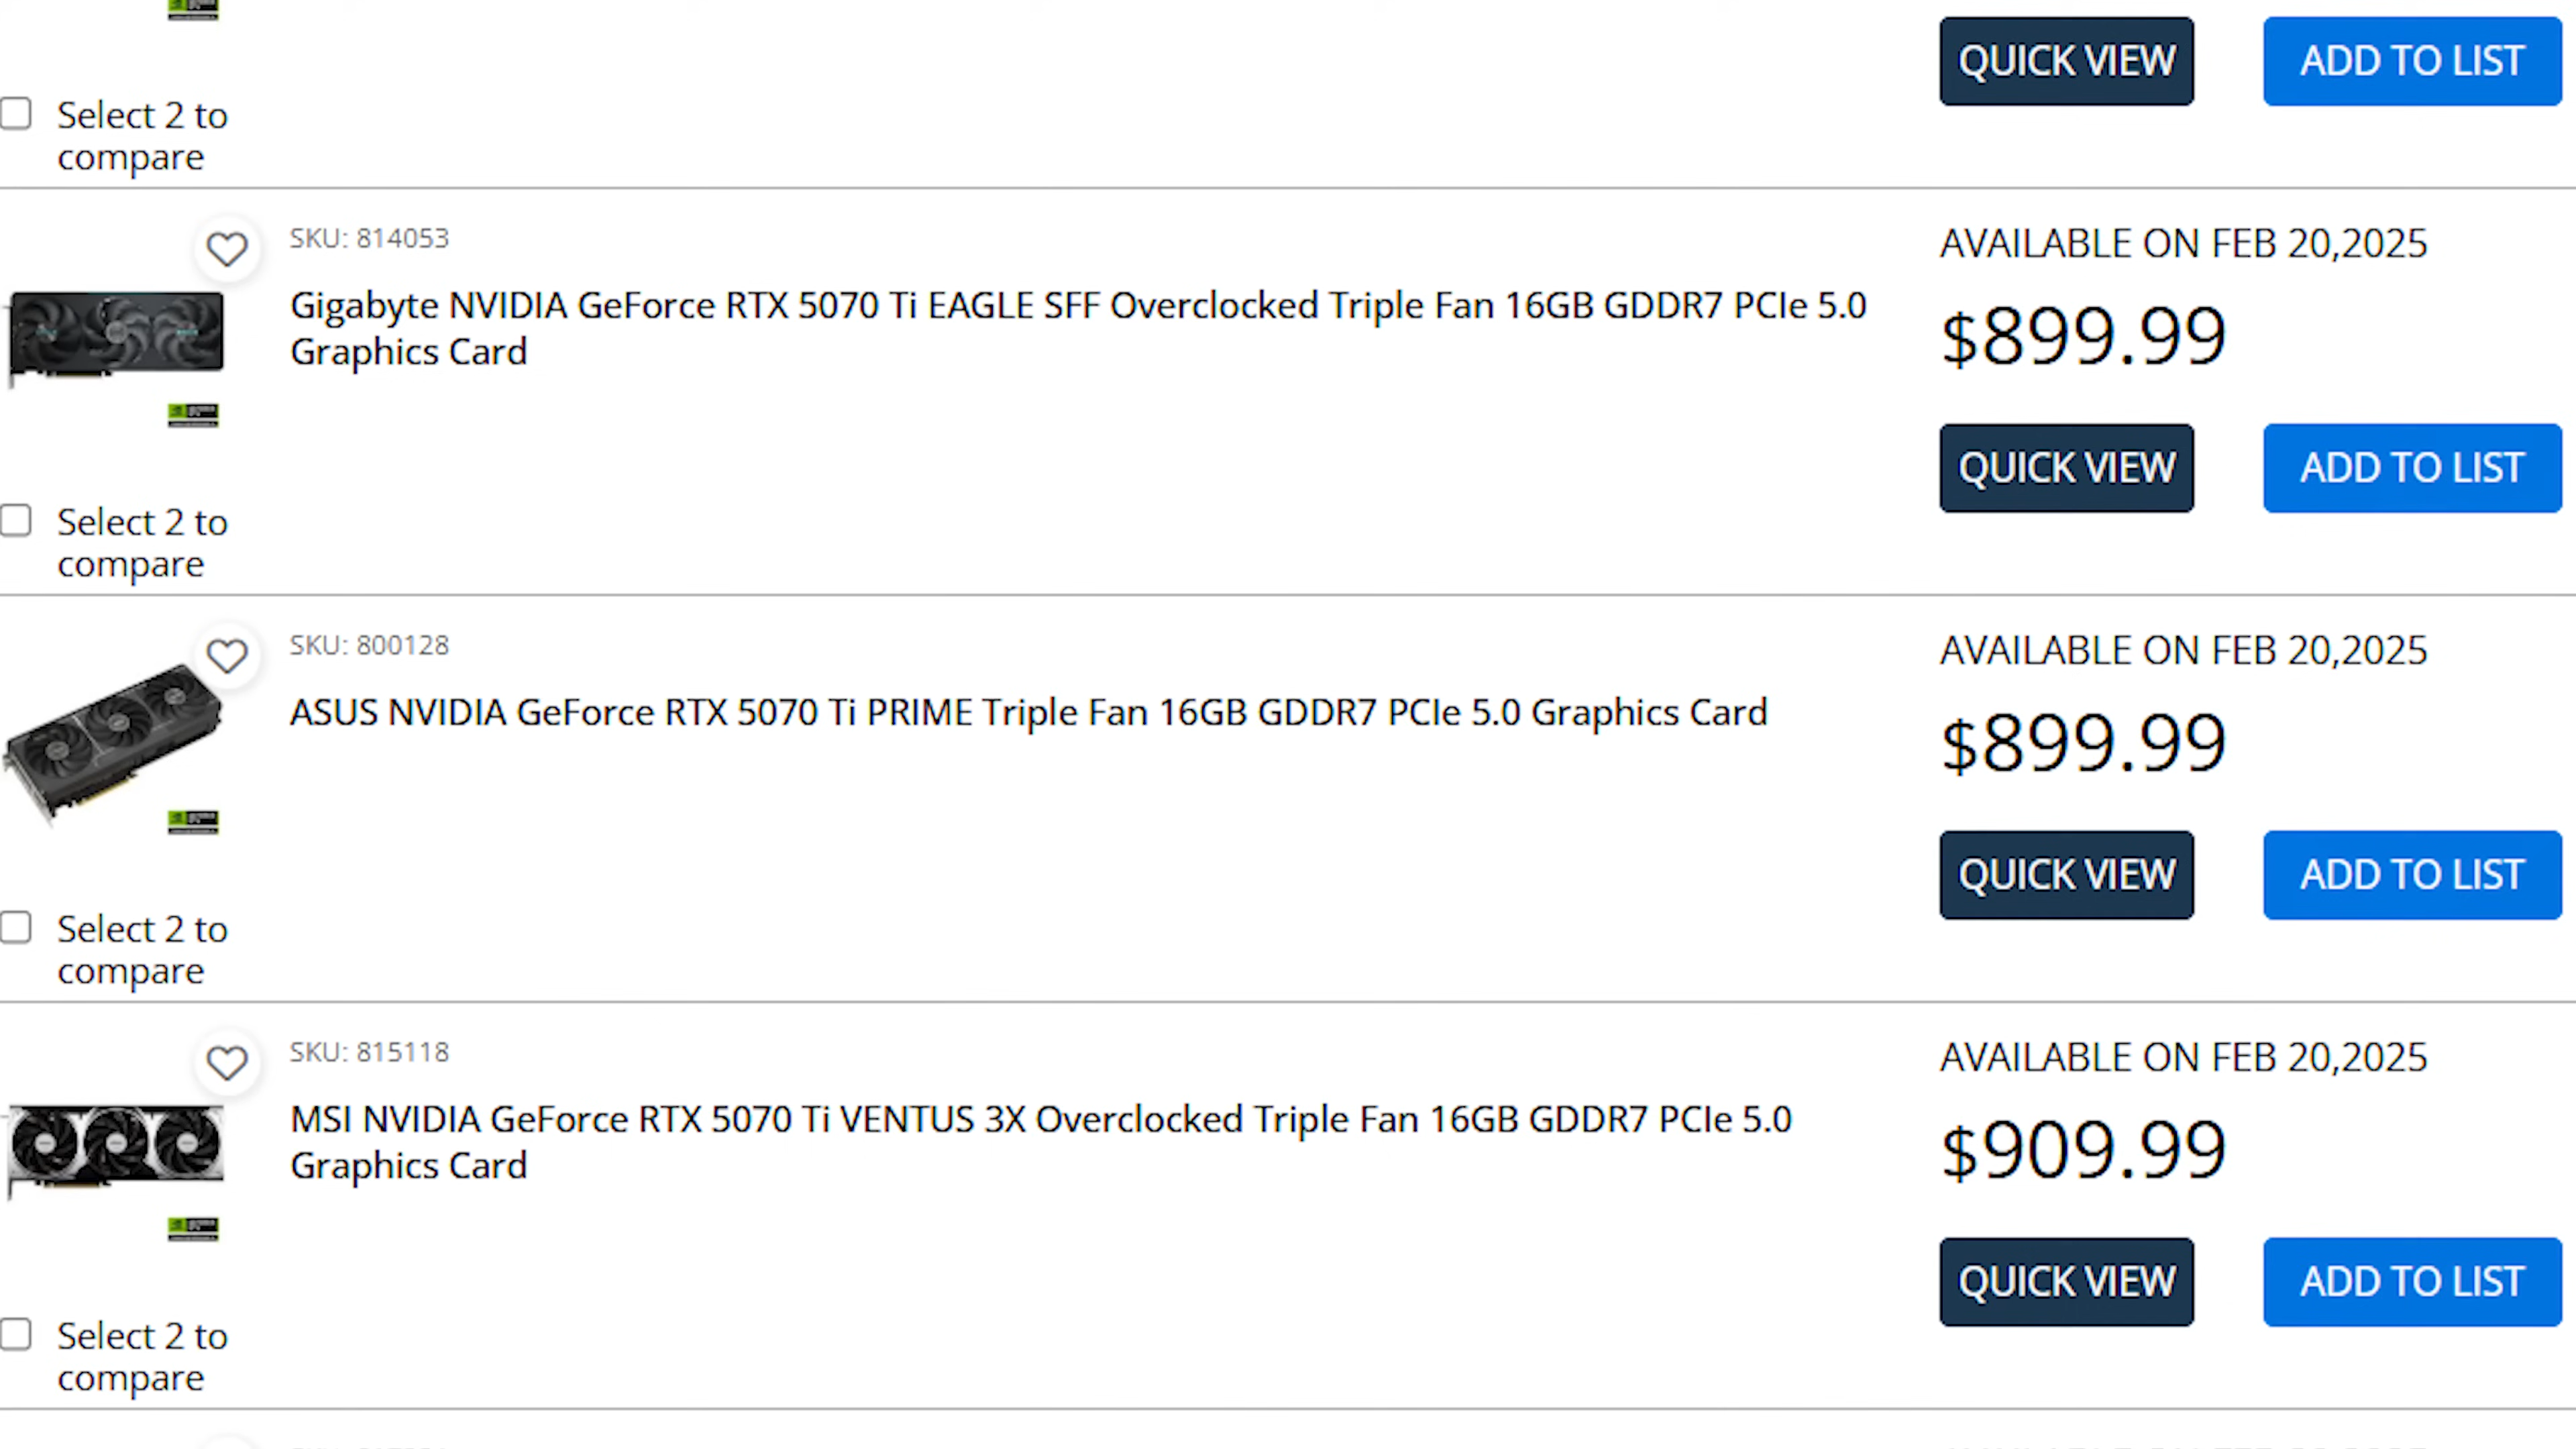 QUICK VIEW
ADD TO LIST
Select 2 to
compare
SKU: 814053
AVAILABLE ON FEB 20,2025
Gigabyte NVIDIA GeForce RTX 5070 Ti EAGLE SFF Overclocked Triple Fan 16GB GDDR7 PCIe 5.0
Graphics Card
$899.99
QUICK VIEW
ADD TO LIST
Select 2 to
compare
SKU: 800128
AVAILABLE ON FEB 20,2025
ASUS NVIDIA GeForce RTX 5070 Ti PRIME Triple Fan 16GB GDDR7 PCIe 5.0 Graphics Card
$899.99
QUICK VIEW
ADD TO LIST
Select 2 to
compare
SKU: 815118
AVAILABLE ON FEB 20,2025
MSI NVIDIA GeForce RTX 5070 Ti VENTUS 3X Overclocked Triple Fan 16GB GDDR7 PCIe 5.0
Graphics Card
$909.99
QUICK VIEW
ADD TO LIST
Select 2 to
compare